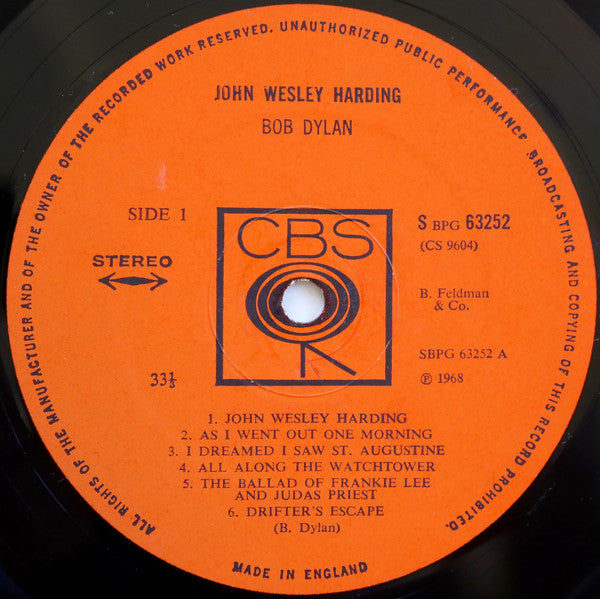 ALL RIGHTS OF THE MANUFACTURER AND OF THE OWNER OF THE RECORDED WORK RESERVED. UNAUTHORIZED PUBLIC PERFORMANCE BROADCASTING AND COPYING OF THIS RECORD PROHIBITED.
JOHN WESLEY HARDING
BOB DYLAN
SIDE 1
STEREO
33⅓
CBS
S BPG 63252
(CS 9604)
B. Feldman
& Co.
SBPG 63252 A
℗ 1968
1. JOHN WESLEY HARDING
2. AS I WENT OUT ONE MORNING
3. I DREAMED I SAW ST. AUGUSTINE
4. ALL ALONG THE WATCHTOWER
5. THE BALLAD OF FRANKIE LEE
AND JUDAS PRIEST
6. DRIFTER'S ESCAPE
(B. Dylan)
MADE IN ENGLAND